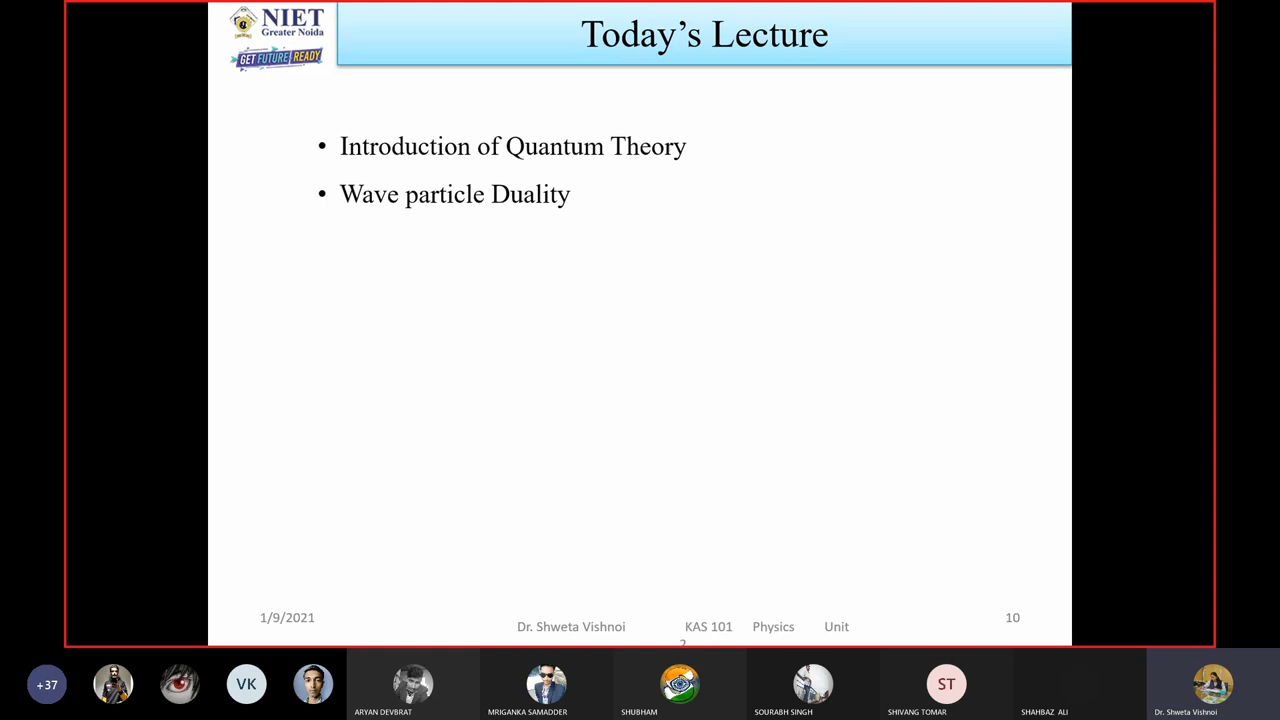 NIET
Greater Noida
GET FUTURE READY
Today's Lecture
• Introduction of Quantum Theory
• Wave particle Duality
1/9/2021
Dr. Shweta Vishnoi KAS 101 Physics Unit
2
10
+37
VK
ARYAN DEVBRAT
MRIGANKA SAMADDER
SHUBHAM
SOURABH SINGH
ST
SHIVANG TOMAR
SHAHBAZ ALI
Dr. Shweta Vishnoi